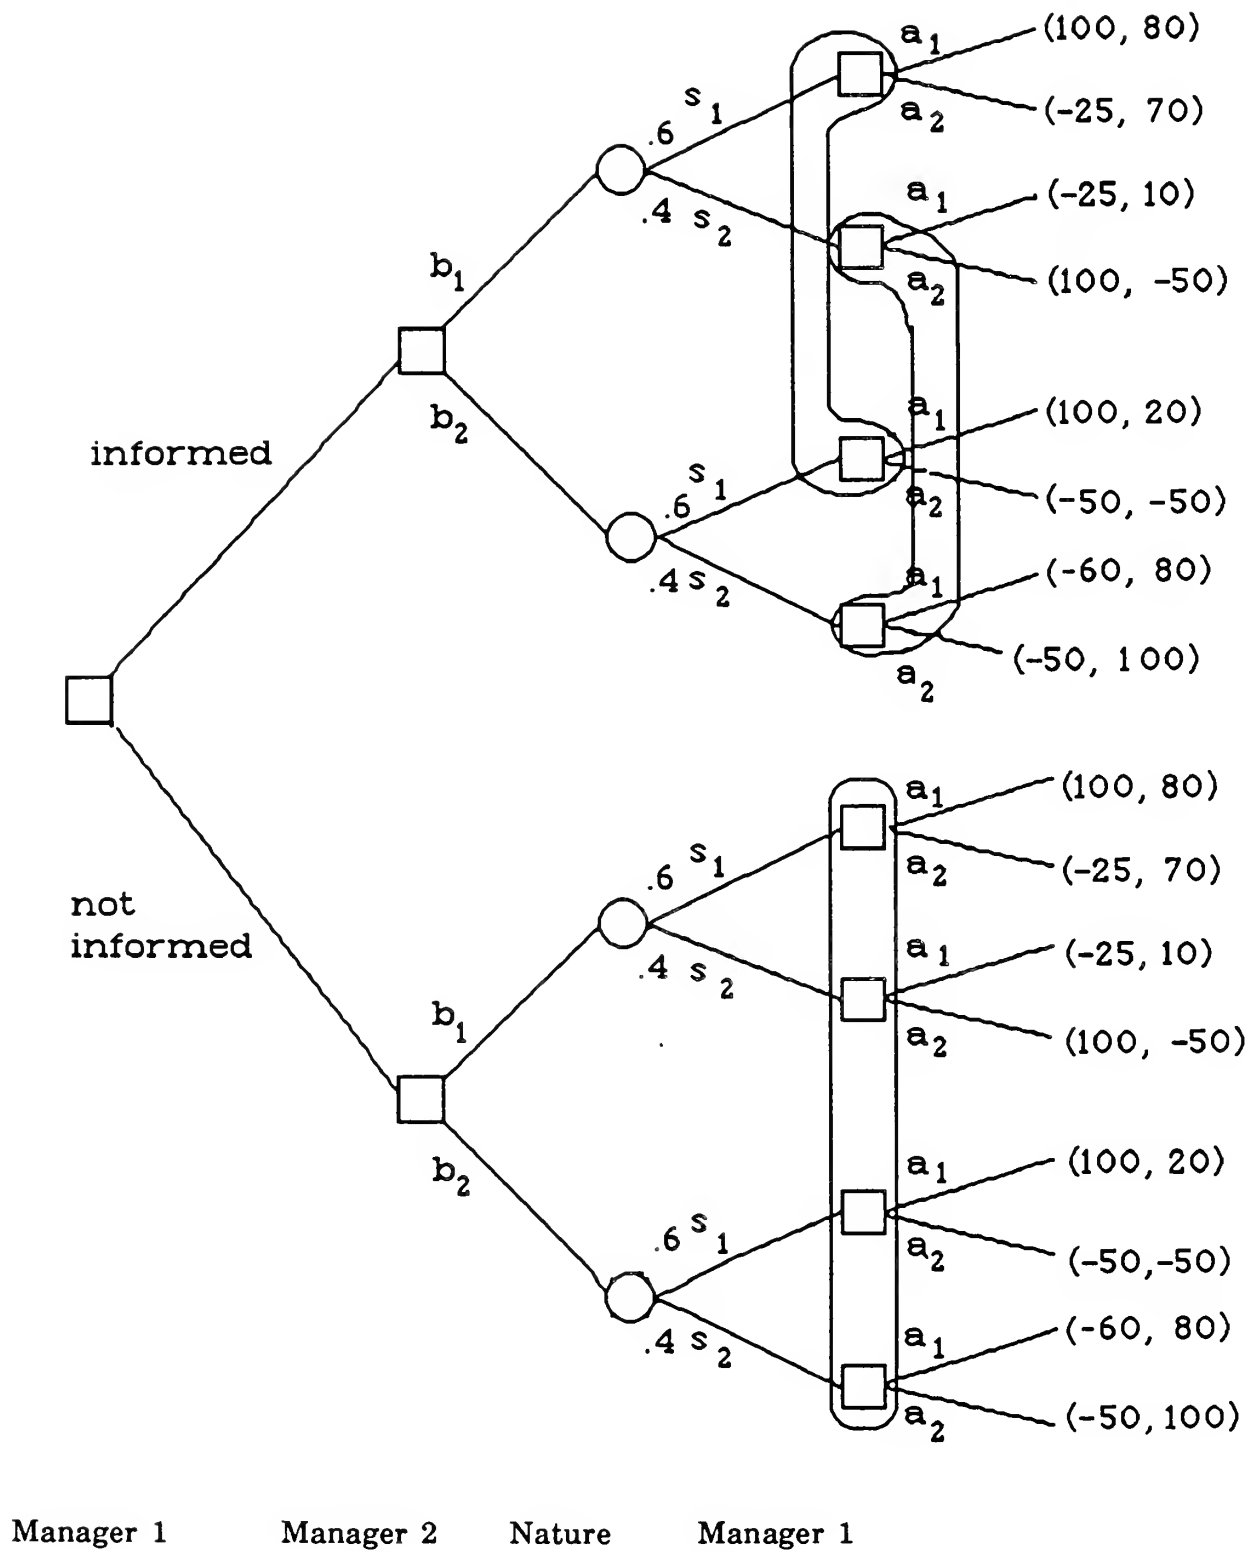 a1 (100, 80)
s1
.6
a2 (-25, 70)
a1 (-25, 10)
.4 s2
b1
a2 (100, -50)
a1 (100, 20)
b2
informed
s1
.6
a2 (-50, -50)
a1 (-60, 80)
.4 s2
(-50, 100)
a2
a1 (100, 80)
s1
.6
a2 (-25, 70)
not
informed
a1 (-25, 10)
.4 s2
b1
a2 (100, -50)
a1 (100, 20)
b2
.6 s1
a2 (-50,-50)
a1 (-60, 80)
.4 s2
a2 (-50,100)
Manager 1 Manager 2 Nature Manager 1